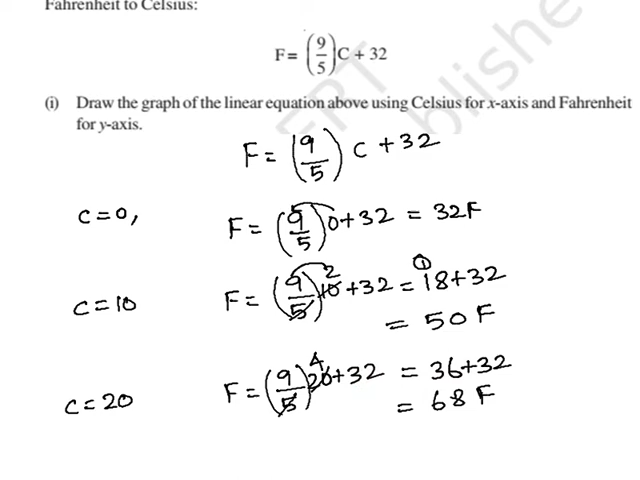 Fahrenheit to Celsius:
F = (9/5) C + 32
(i) Draw the graph of the linear equation above using Celsius for x-axis and Fahrenheit
for y-axis.
F = (9/5) C + 32
C = 0, F = (9/5) 0 + 32 = 32F
C = 10 F = (9/5) 10 2 + 32 = 18 + 32
= 50 F
C = 20 F = (9/5) 20 4 + 32 = 36 + 32
= 68 F